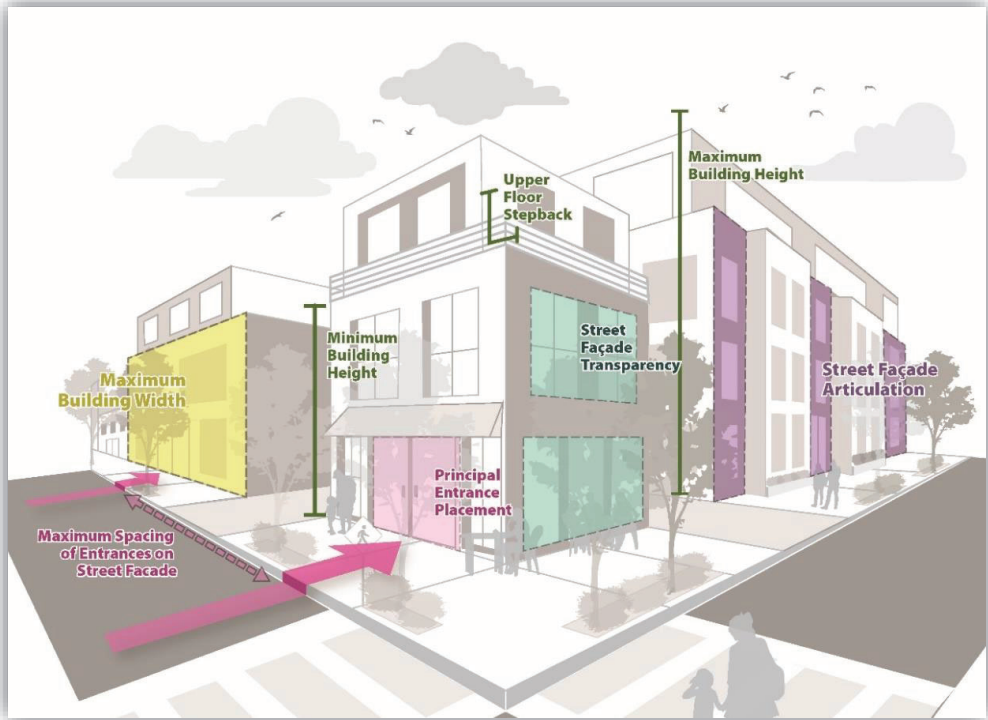 Maximum
Building Height
Upper
Floor
Stepback
Minimum
Building
Height
Street
Façade
Transparency
Maximum
Building Width
Street Façade
Articulation
Principal
Entrance
Placement
Maximum Spacing
of Entrances on
Street Facade